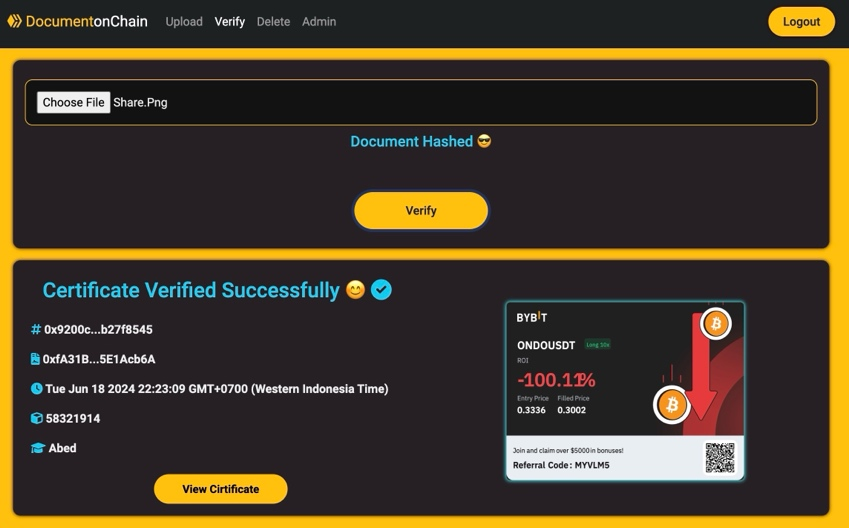 DocumentonChain Upload Verify Delete Admin Logout
Choose File Share.Png
Document Hashed 😎
Verify
Certificate Verified Successfully 😊
# 0x9200c...b27f8545
0xfA31B...5E1Acb6A
Tue Jun 18 2024 22:23:09 GMT+0700 (Western Indonesia Time)
58321914
Abed
View Cirtificate
BYBIT
ONDOUSDT Long 10x
ROI
-100.11%
Entry Price Filled Price
0.3336 0.3002
Join and claim over $5000 in bonuses!
Referral Code: MYVLM5